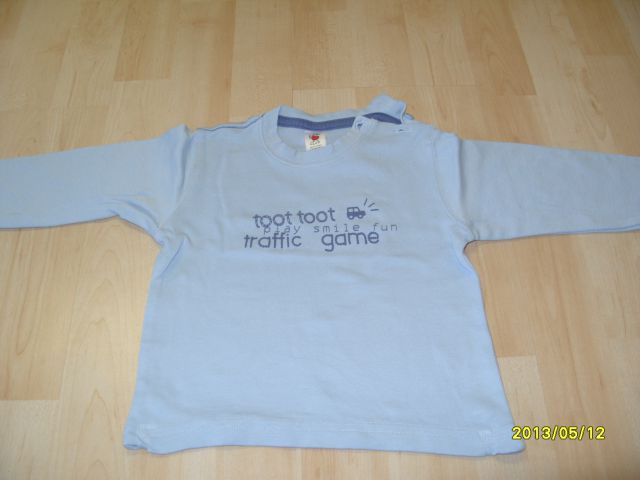 toot toot
play smile fun
traffic game
2013/05/12